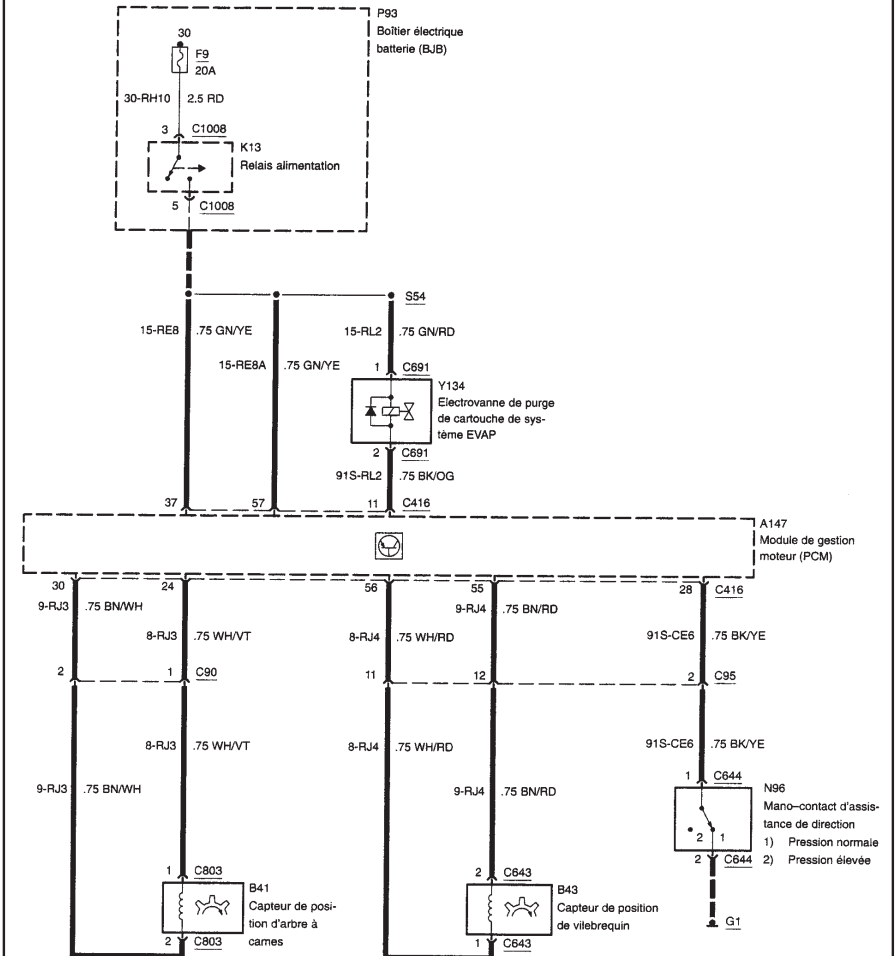 P93
Boîtier électrique
batterie (BJB)
30
F9
20A
30-RH10 2.5 RD
3 C1008
K13
Relais alimentation
5 C1008
S54
15-RE8 .75 GN/YE
15-RL2 .75 GN/RD
15-RE8A .75 GN/YE
1 C691
Y134
Electrovanne de purge
de cartouche de sys-
tème EVAP
2 C691
91S-RL2 .75 BK/OG
37 57 11 C416
A147
Module de gestion
moteur (PCM)
30 24 56 55 28 C416
9-RJ3 .75 BN/WH
9-RJ4 .75 BN/RD
8-RJ3 .75 WH/VT
8-RJ4 .75 WH/RD
91S-CE6 .75 BK/YE
2 1 C90 11 12 2 C95
8-RJ3 .75 WH/VT
8-RJ4 .75 WH/RD
91S-CE6 .75 BK/YE
9-RJ3 .75 BN/WH
9-RJ4 .75 BN/RD
1 C644
N96
Mano–contact d'assis-
tance de direction
2 1
1) Pression normale
2 C644
2) Pression élevée
1 C803
B41
Capteur de posi-
tion d'arbre à
cames
2 C803
2 C643
B43
Capteur de position
de vilebrequin
1 C643
G1